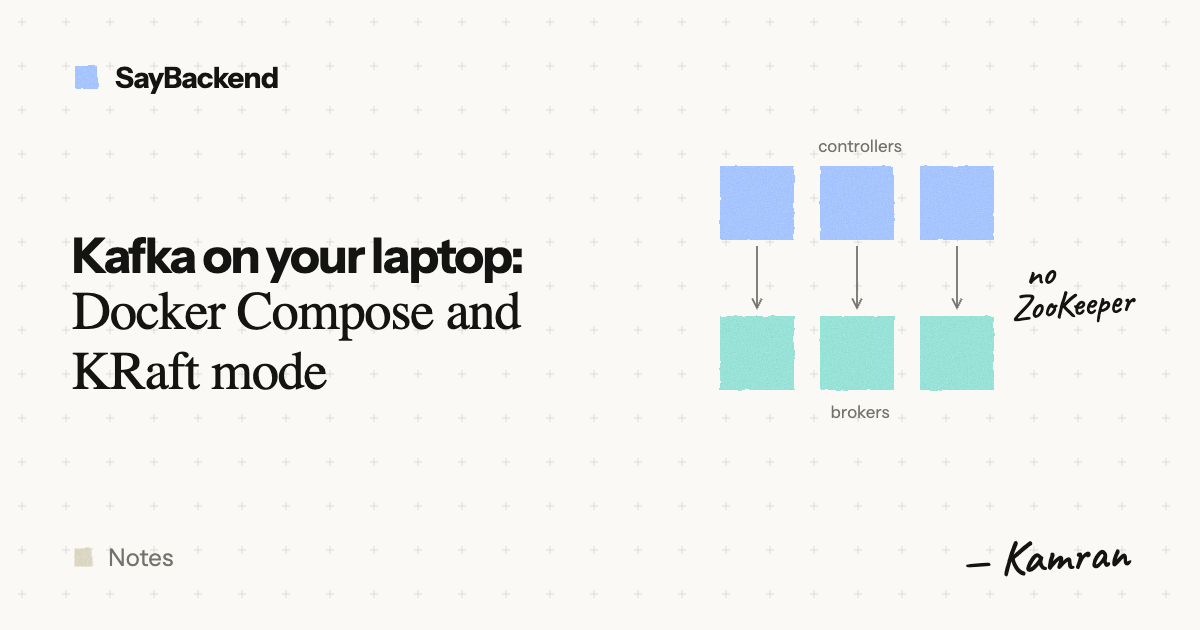 SayBackend
Kafka on your laptop:
Docker Compose and
KRaft mode
controllers
brokers
no
ZooKeeper
Notes
— Kamran